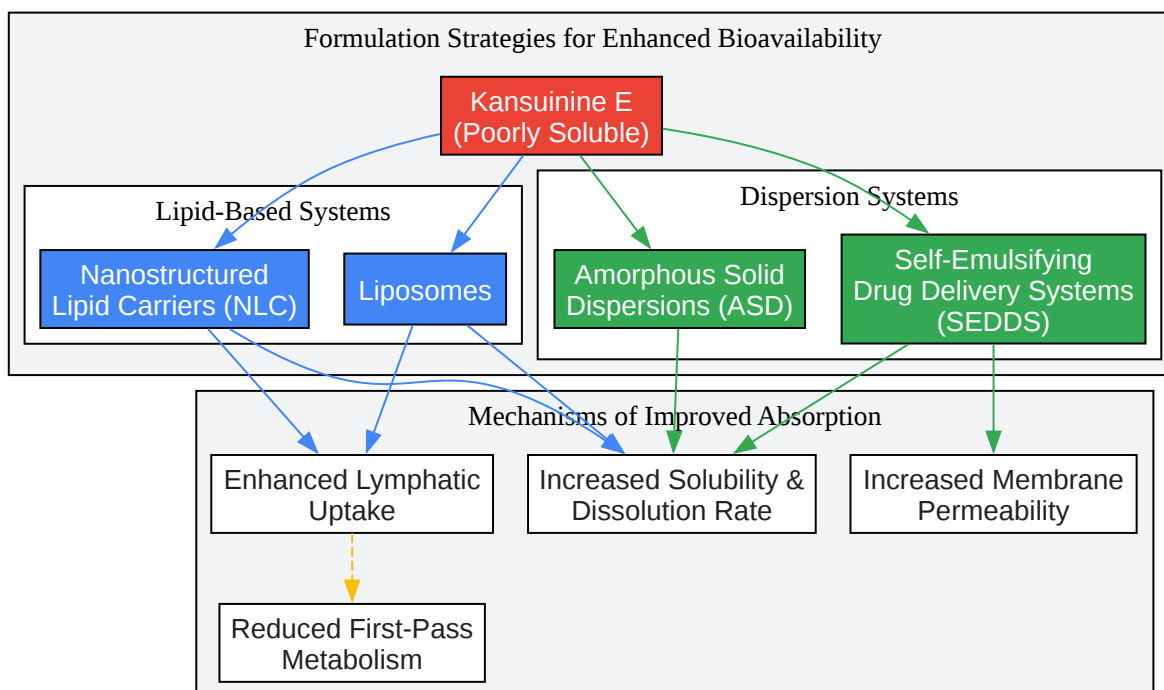 Formulation Strategies for Enhanced Bioavailability
Kansuinine E
(Poorly Soluble)
Lipid-Based Systems
Dispersion Systems
Nanostructured
Lipid Carriers (NLC)
Liposomes
Amorphous Solid
Dispersions (ASD)
Self-Emulsifying
Drug Delivery Systems
(SEDDS)
Mechanisms of Improved Absorption
Enhanced Lymphatic
Uptake
Increased Solubility &
Dissolution Rate
Increased Membrane
Permeability
Reduced First-Pass
Metabolism